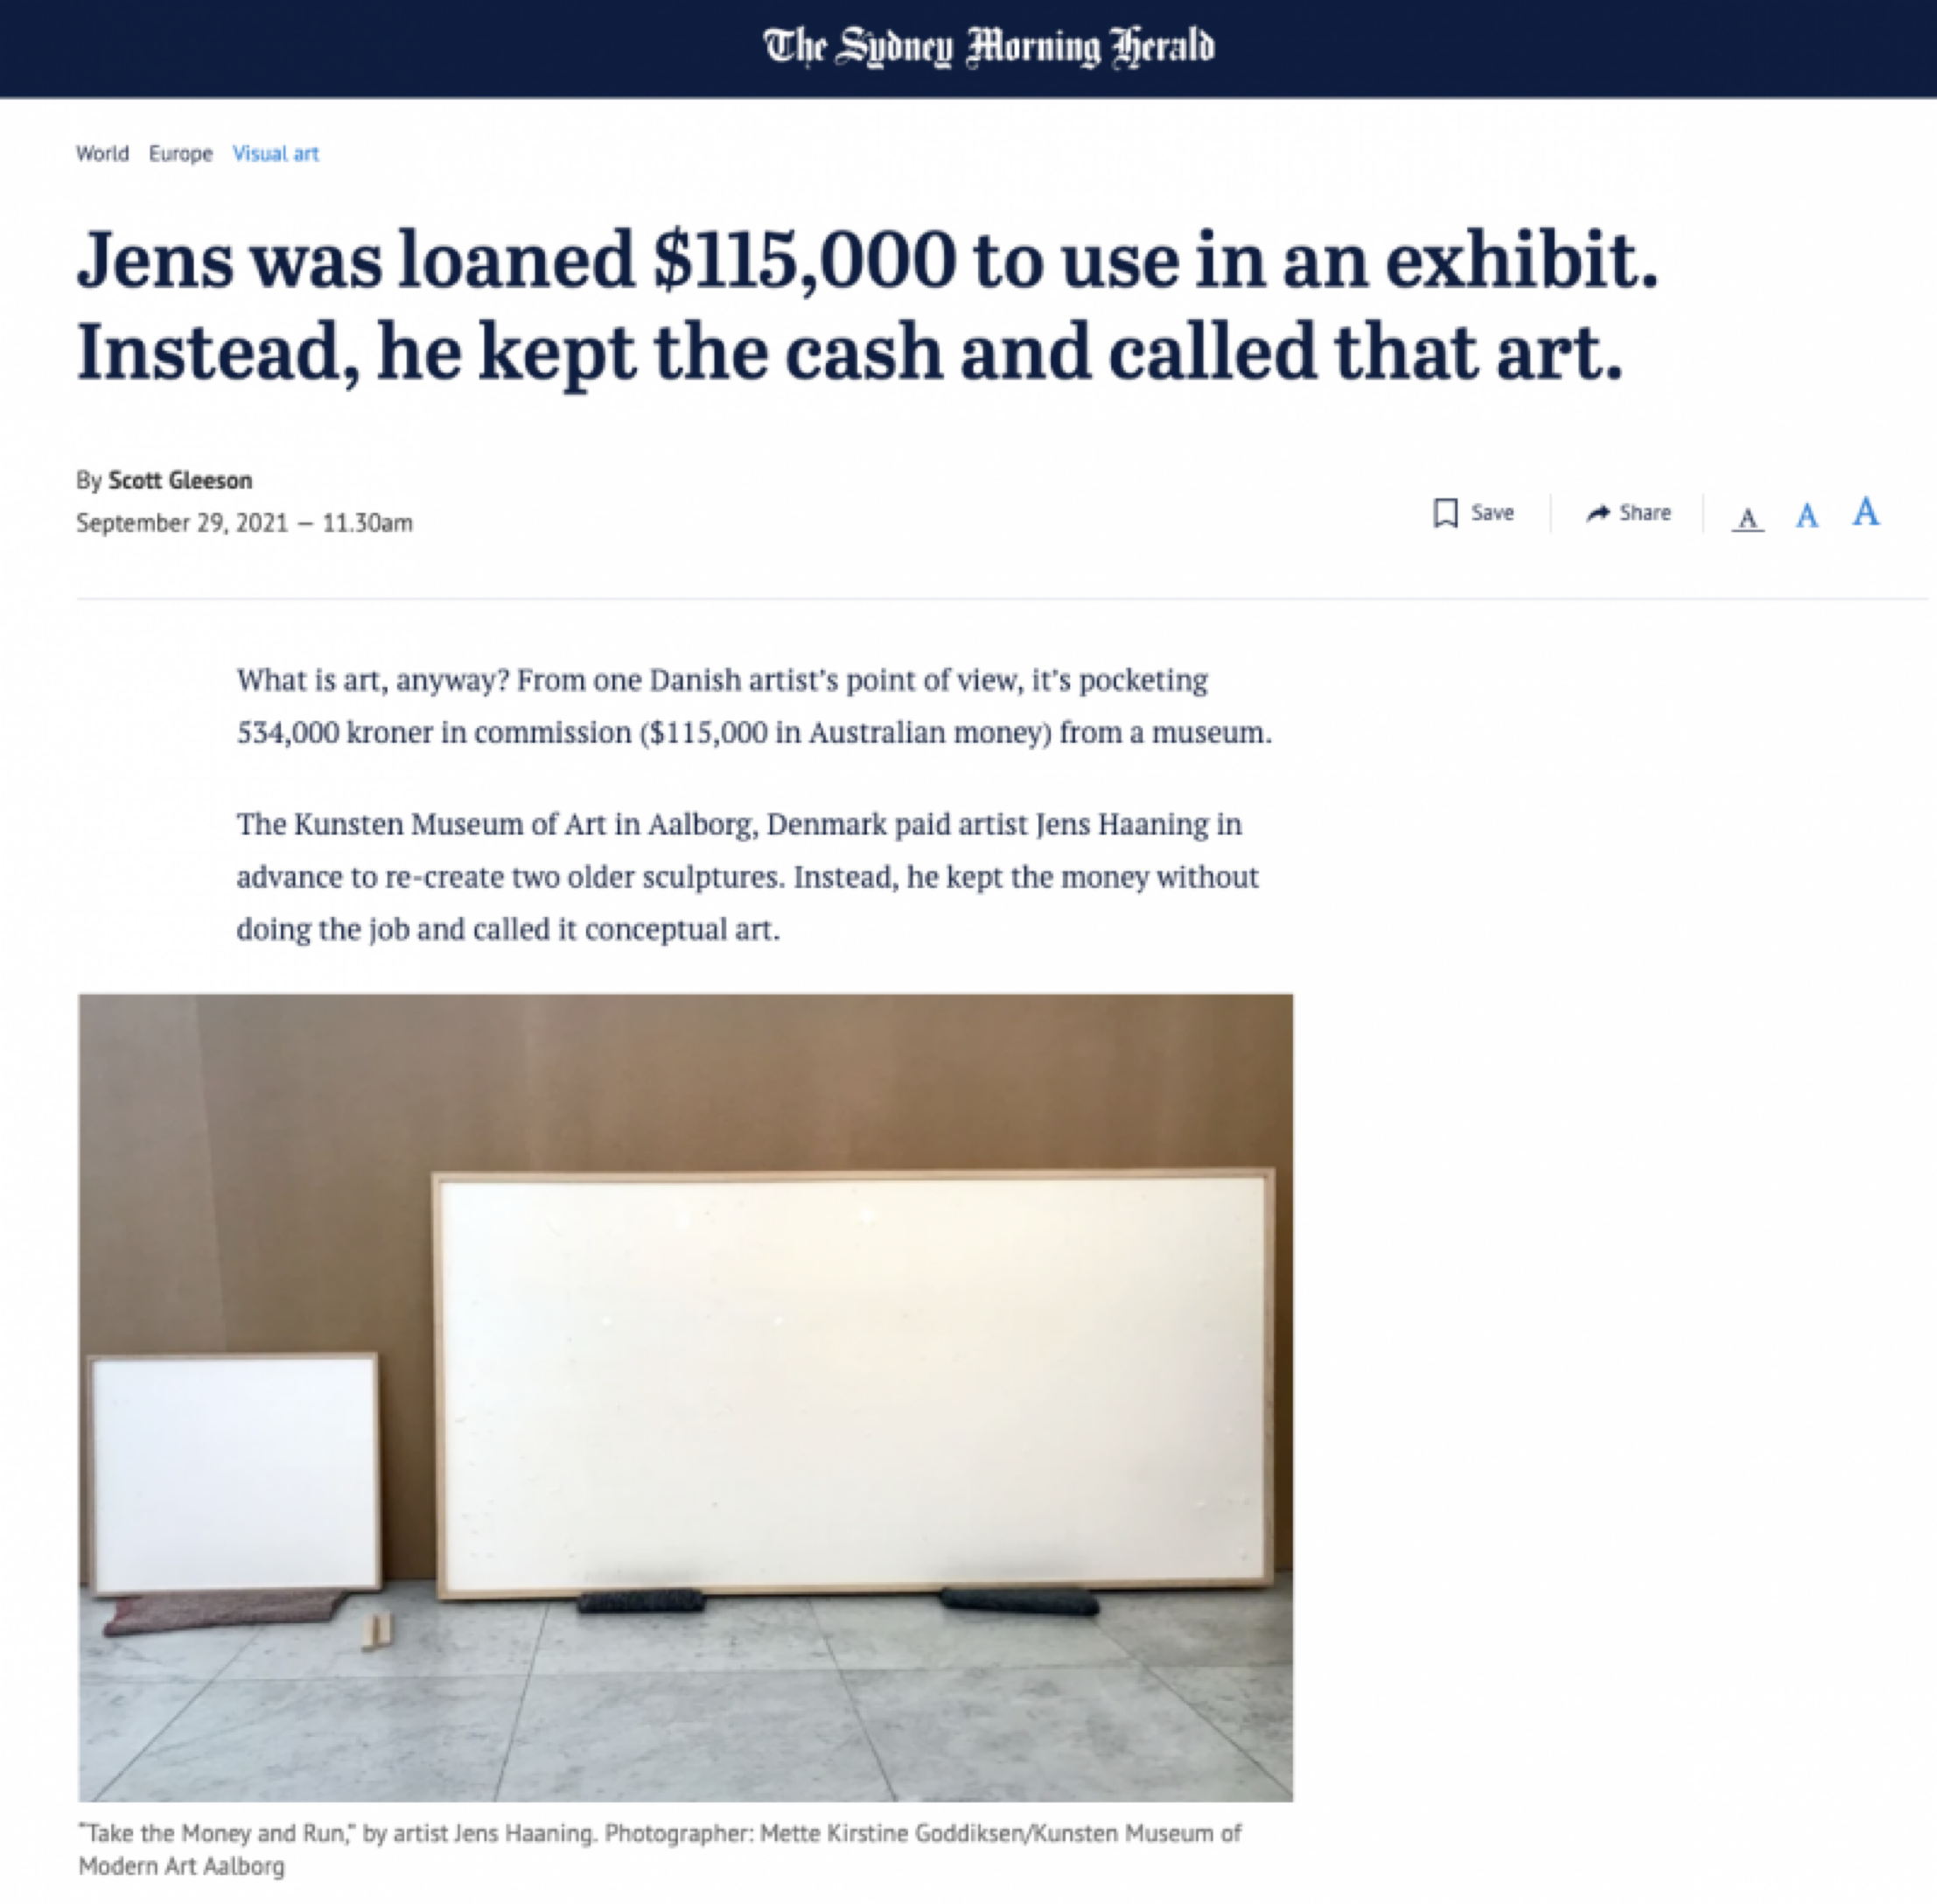 The Sydney Morning Herald
World Europe Visual art
Jens was loaned $115,000 to use in an exhibit.
Instead, he kept the cash and called that art.
By Scott Gleeson
September 29, 2021 — 11.30am
Save Share A A A
What is art, anyway? From one Danish artist's point of view, it's pocketing
534,000 kroner in commission ($115,000 in Australian money) from a museum.
The Kunsten Museum of Art in Aalborg, Denmark paid artist Jens Haaning in
advance to re-create two older sculptures. Instead, he kept the money without
doing the job and called it conceptual art.
"Take the Money and Run," by artist Jens Haaning. Photographer: Mette Kirstine Goddiksen/Kunsten Museum of
Modern Art Aalborg